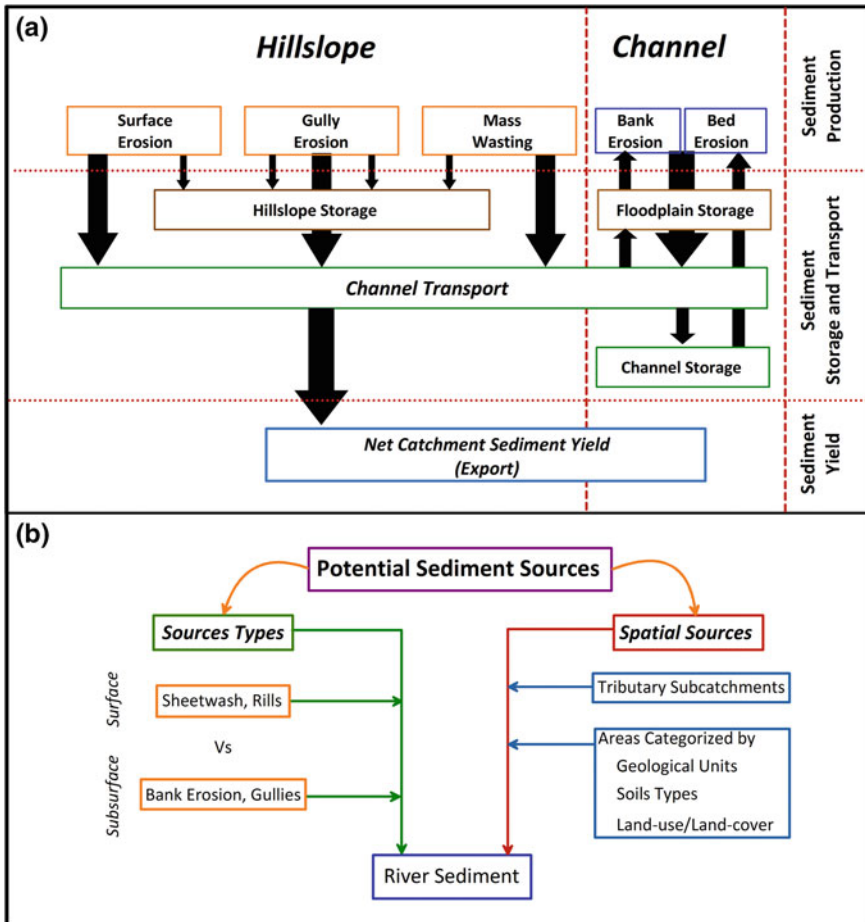 (a)
Hillslope
Channel
Sediment
Production
Surface
Erosion
Gully
Erosion
Mass
Wasting
Bank
Erosion
Bed
Erosion
Hillslope Storage
Floodplain Storage
Channel Transport
Channel Storage
Sediment
Storage and Transport
Net Catchment Sediment Yield
(Export)
Sediment
Yield
(b)
Potential Sediment Sources
Sources Types
Spatial Sources
Surface
Sheetwash, Rills
Tributary Subcatchments
Vs
Areas Categorized by
Geological Units
Soils Types
Land-use/Land-cover
Subsurface
Bank Erosion, Gullies
River Sediment